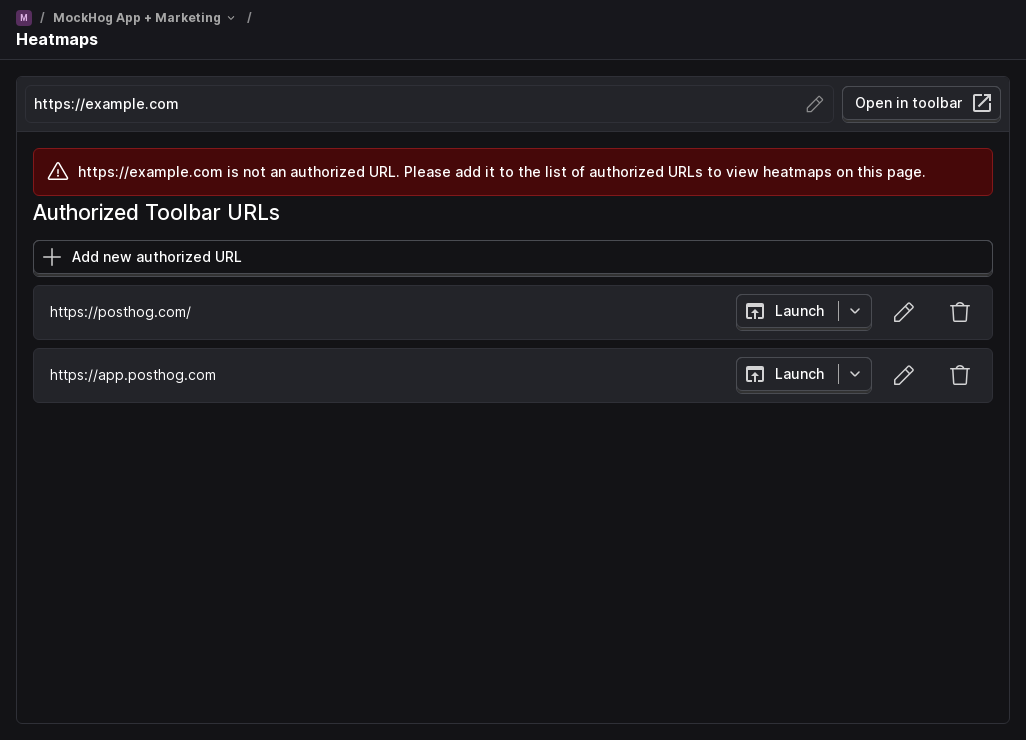 M / MockHog App + Marketing /
Heatmaps
https://example.com
Open in toolbar
https://example.com is not an authorized URL. Please add it to the list of authorized URLs to view heatmaps on this page.
Authorized Toolbar URLs
Add new authorized URL
https://posthog.com/
Launch
https://app.posthog.com
Launch